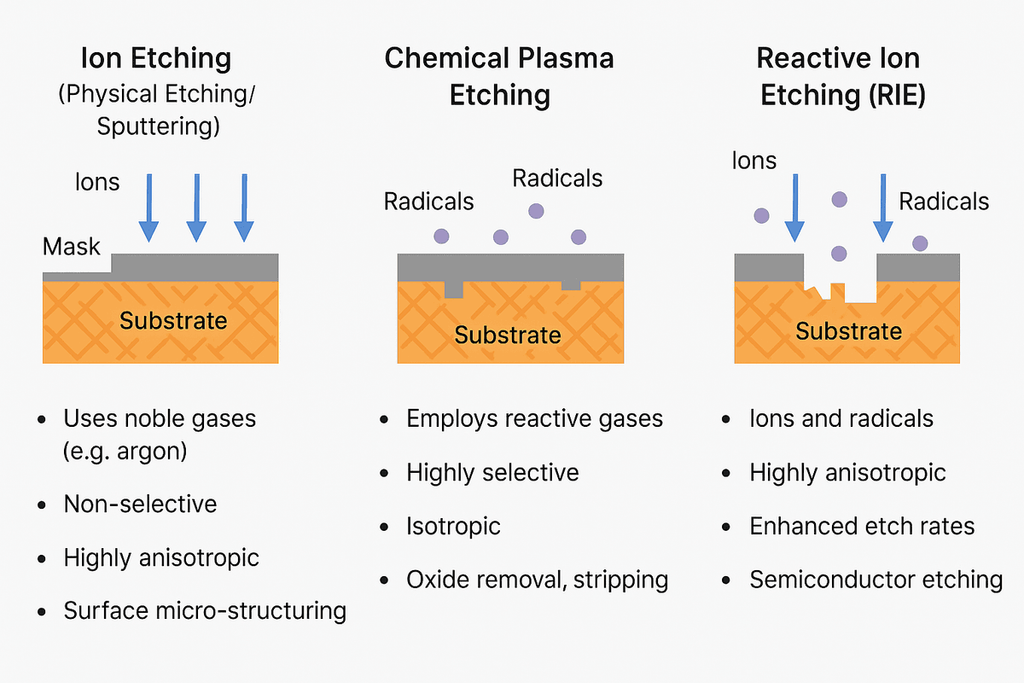 Ion Etching
(Physical Etching/
Sputtering)
Ions
Mask
Substrate
• Uses noble gases
(e.g. argon)
• Non-selective
• Highly anisotropic
• Surface micro-structuring
Chemical Plasma
Etching
Radicals
Radicals
Substrate
• Employs reactive gases
• Highly selective
• Isotropic
• Oxide removal, stripping
Reactive Ion
Etching (RIE)
Ions
Radicals
Substrate
• Ions and radicals
• Highly anisotropic
• Enhanced etch rates
• Semiconductor etching